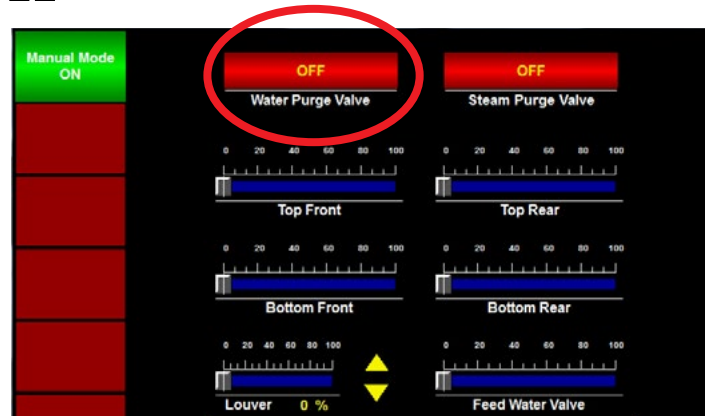 Manual Mode
ON
OFF
OFF
Water Purge Valve
Steam Purge Valve
0 20 40 60 80 100
0 20 40 60 80 100
Top Front
Top Rear
0 20 40 60 80 100
0 20 40 60 80 100
Bottom Front
Bottom Rear
0 20 40 60 80 100
0 20 40 60 80 100
Louver 0 %
Feed Water Valve